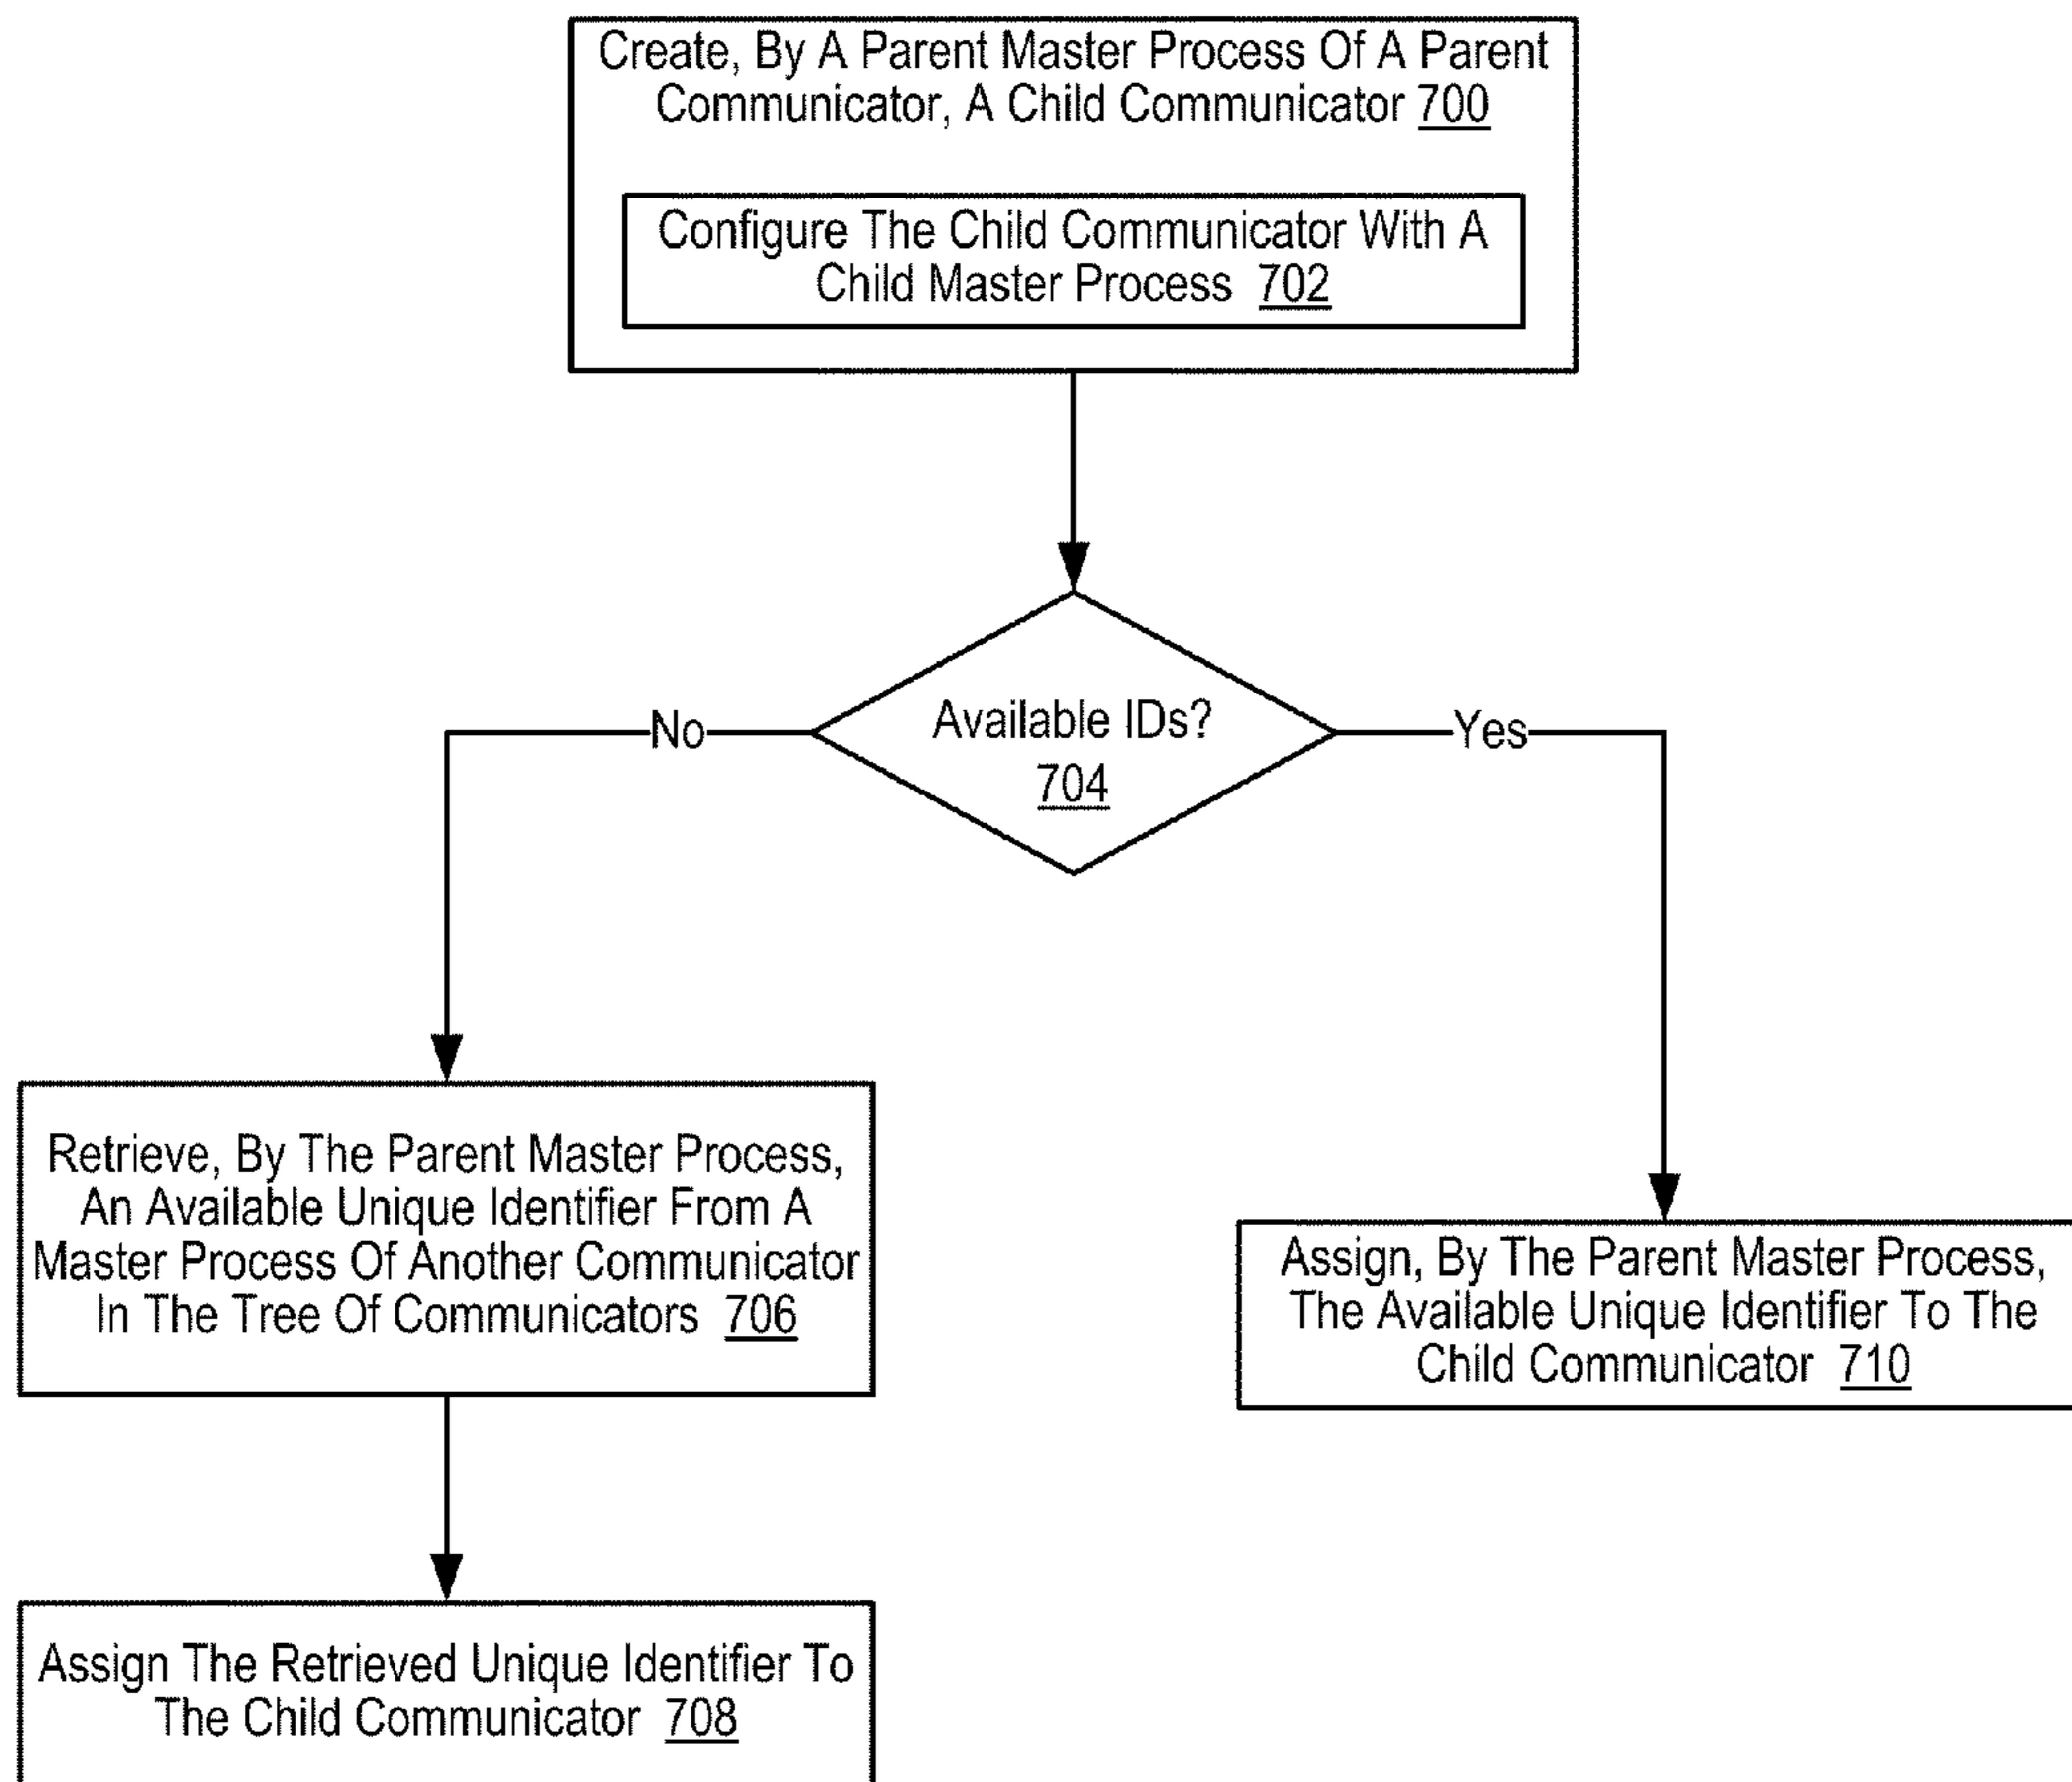 Create, By A Parent Master Process Of A Parent
Communicator, A Child Communicator 700
Configure The Child Communicator With A
Child Master Process 702
Available IDs?
704
No
Yes
Retrieve, By The Parent Master Process,
An Available Unique Identifier From A
Master Process Of Another Communicator
In The Tree Of Communicators 706
Assign, By The Parent Master Process,
The Available Unique Identifier To The
Child Communicator 710
Assign The Retrieved Unique Identifier To
The Child Communicator 708